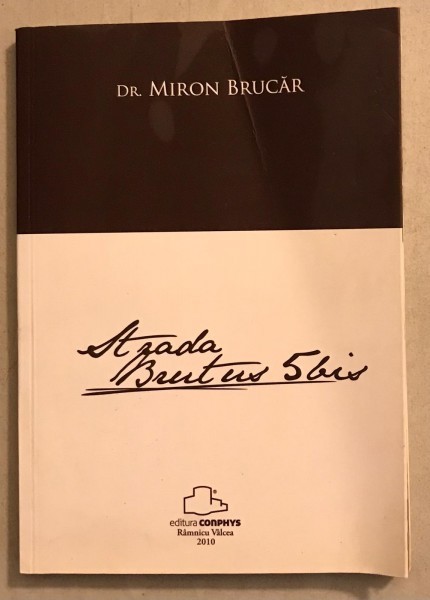 DR. MIRON BRUCĂR
Strada
Brutus 5bis
®
editura CONPHYS
Râmnicu Vâlcea
2010